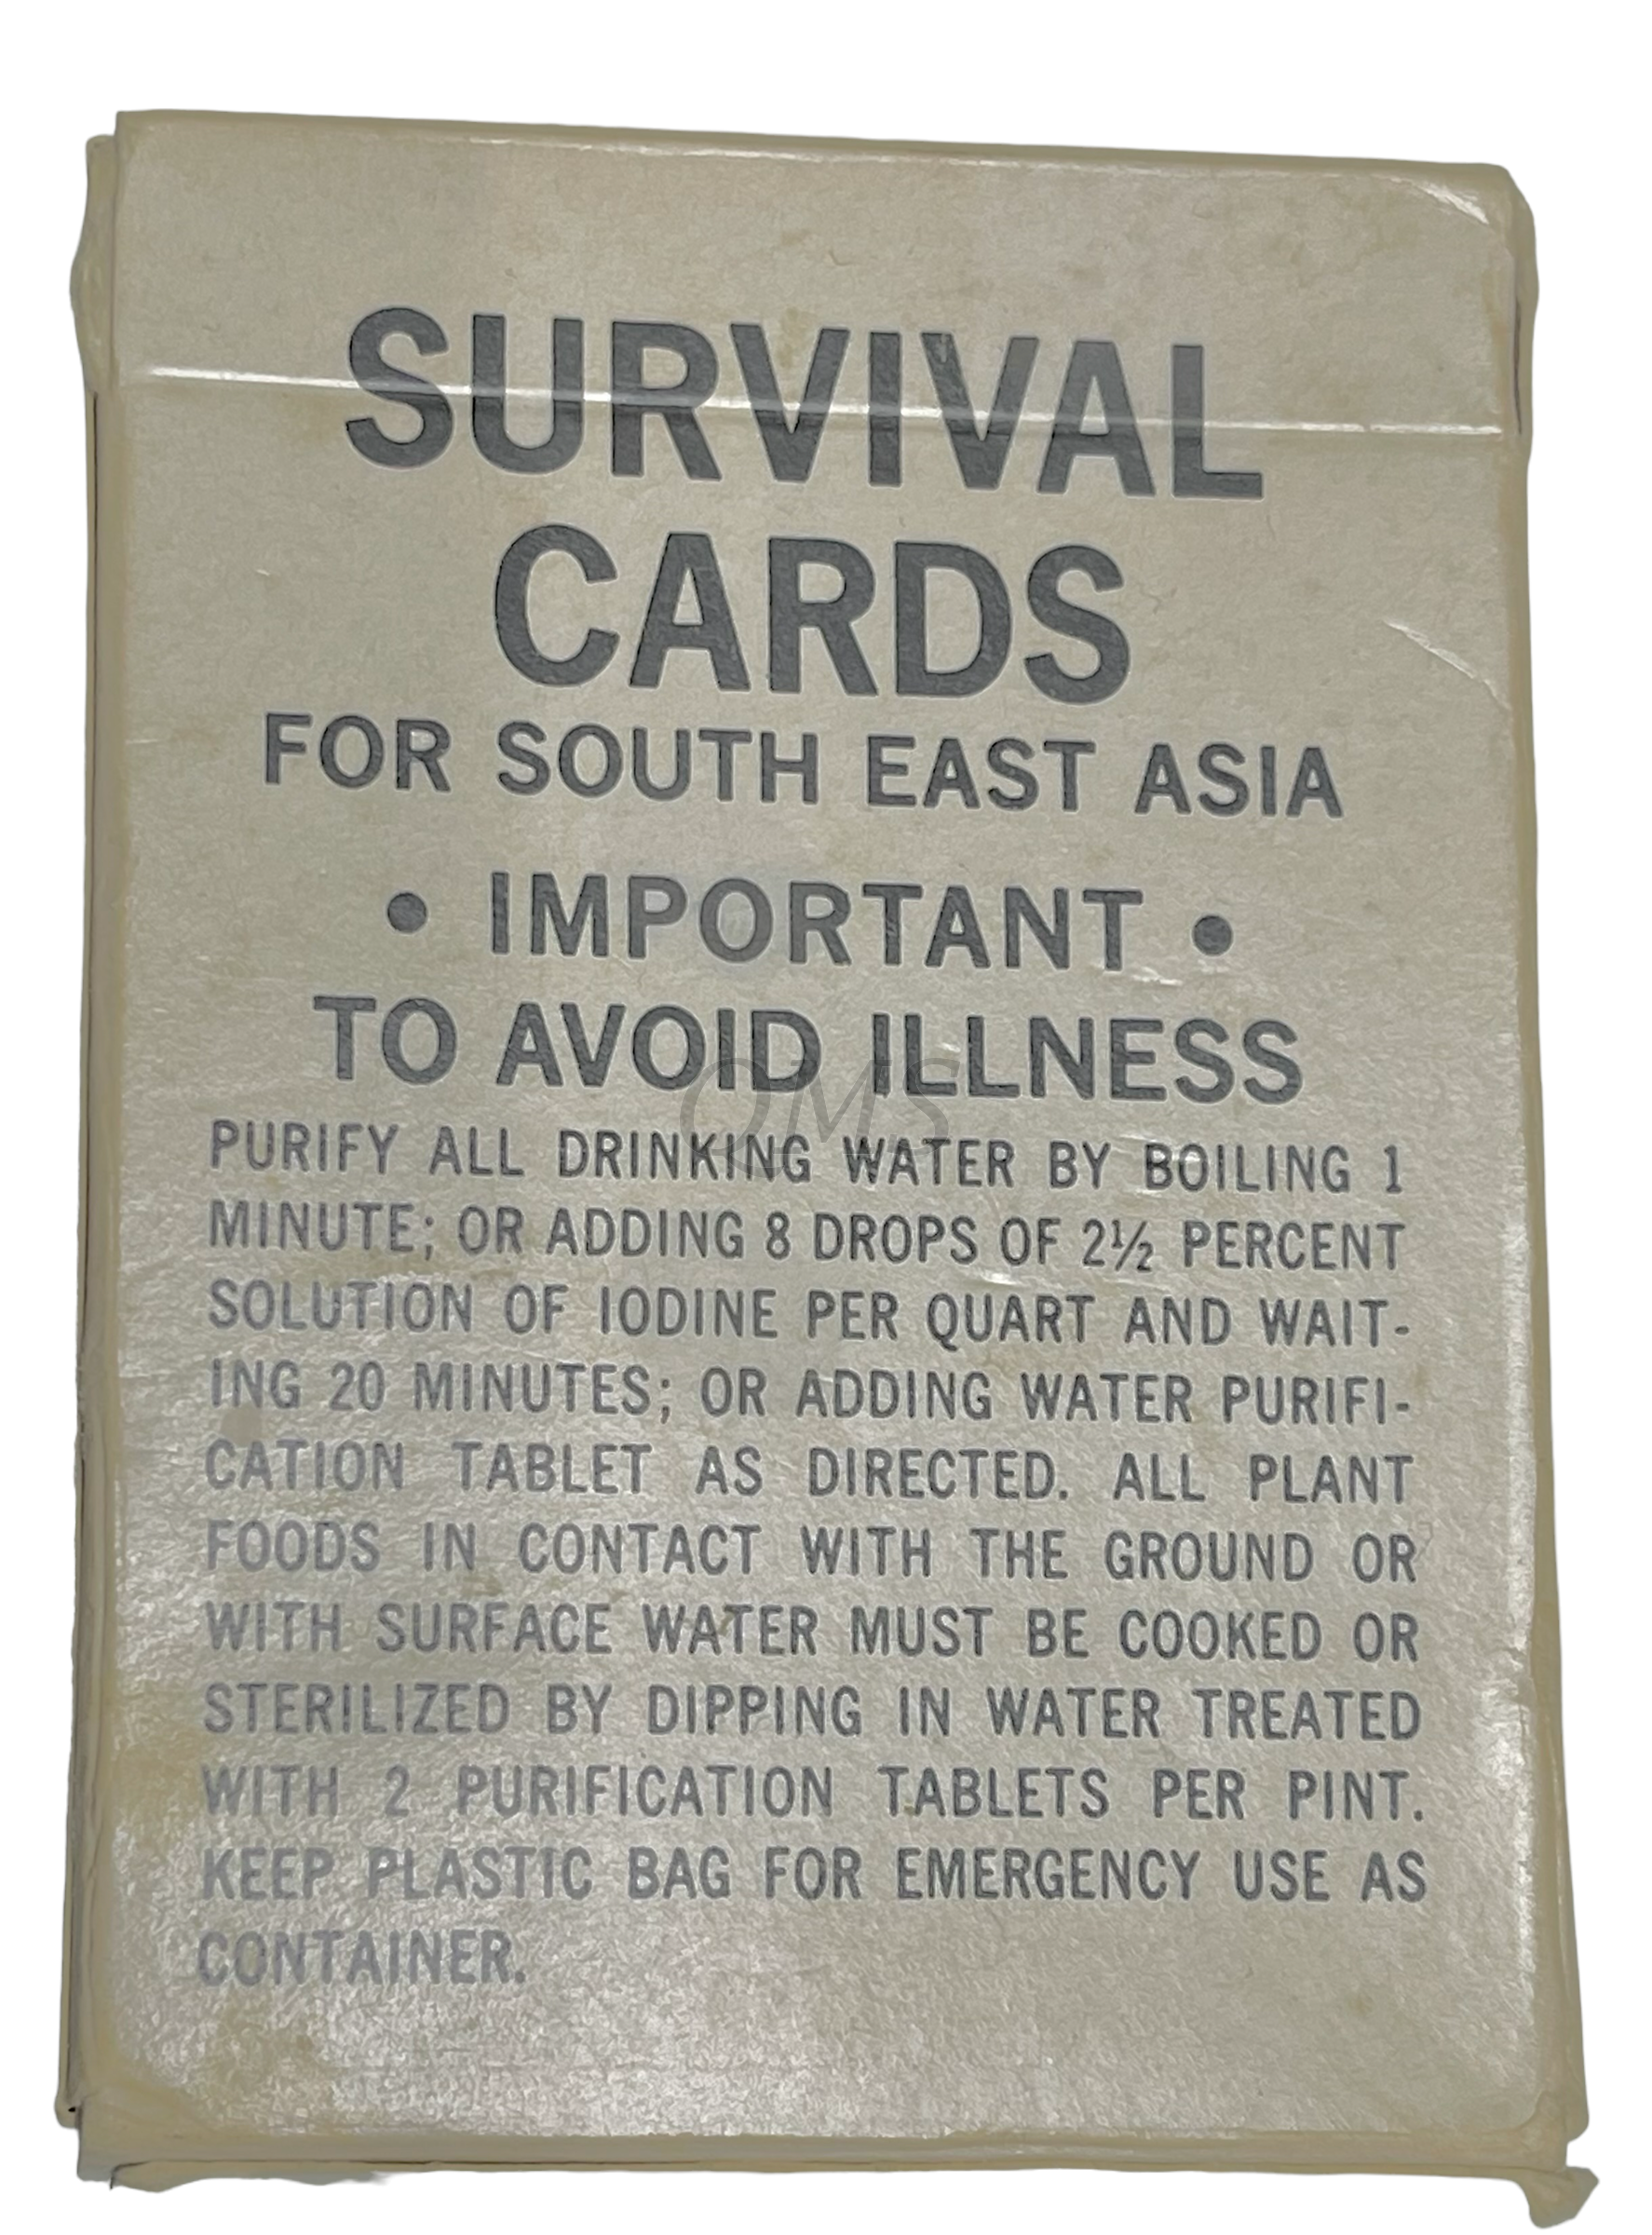 SURVIVAL
CARDS
FOR SOUTH EAST ASIA
• IMPORTANT •
TO AVOID ILLNESS
QMS
PURIFY ALL DRINKING WATER BY BOILING 1
MINUTE; OR ADDING 8 DROPS OF 2½ PERCENT
SOLUTION OF IODINE PER QUART AND WAIT-
ING 20 MINUTES; OR ADDING WATER PURIFI-
CATION TABLET AS DIRECTED. ALL PLANT
FOODS IN CONTACT WITH THE GROUND OR
WITH SURFACE WATER MUST BE COOKED OR
STERILIZED BY DIPPING IN WATER TREATED
WITH 2 PURIFICATION TABLETS PER PINT.
KEEP PLASTIC BAG FOR EMERGENCY USE AS
CONTAINER.